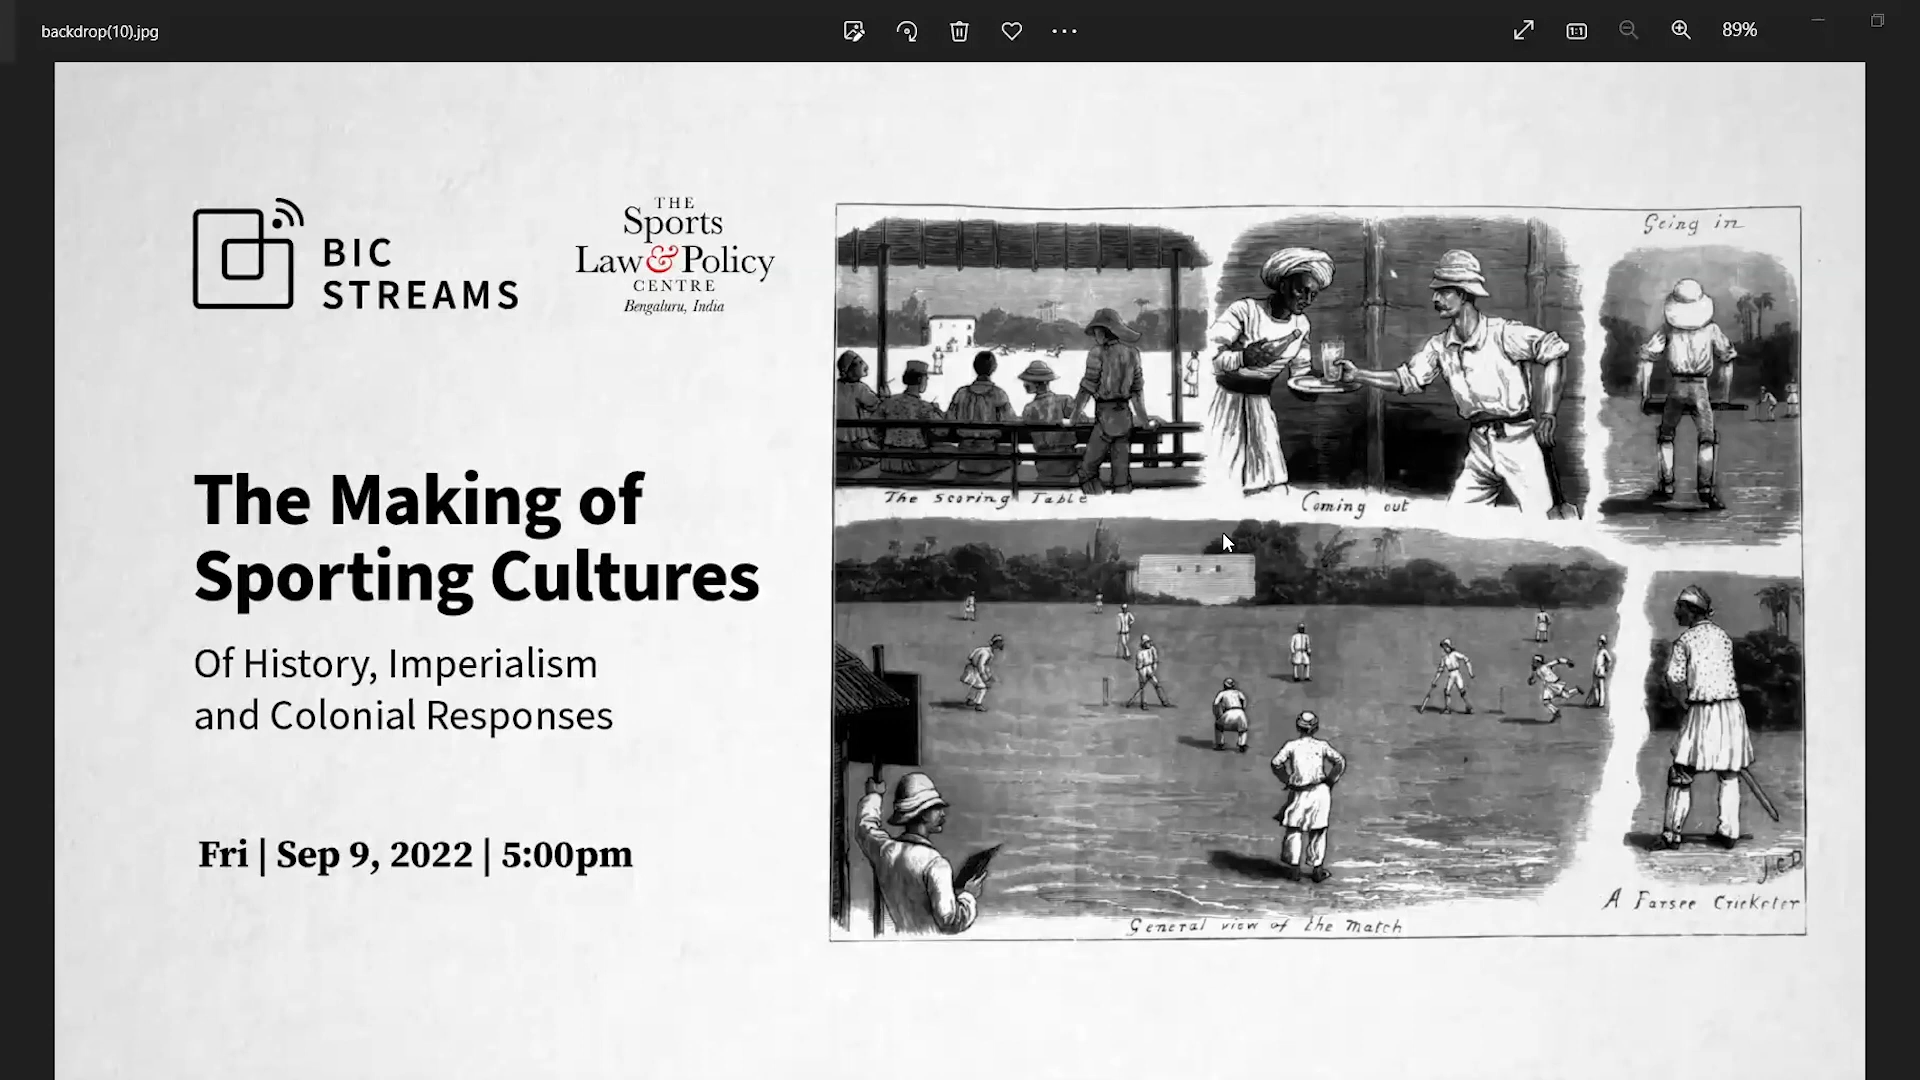 backdrop(10).jpg
89%
BIC
STREAMS
THE
Sports
Law & Policy
CENTRE
Bengaluru, India
The Making of
Sporting Cultures
Of History, Imperialism
and Colonial Responses
Fri | Sep 9, 2022 | 5:00pm
Going in
The Scoring Table
Coming out
J.C.D
A Parsee Cricketer
General view of the Match